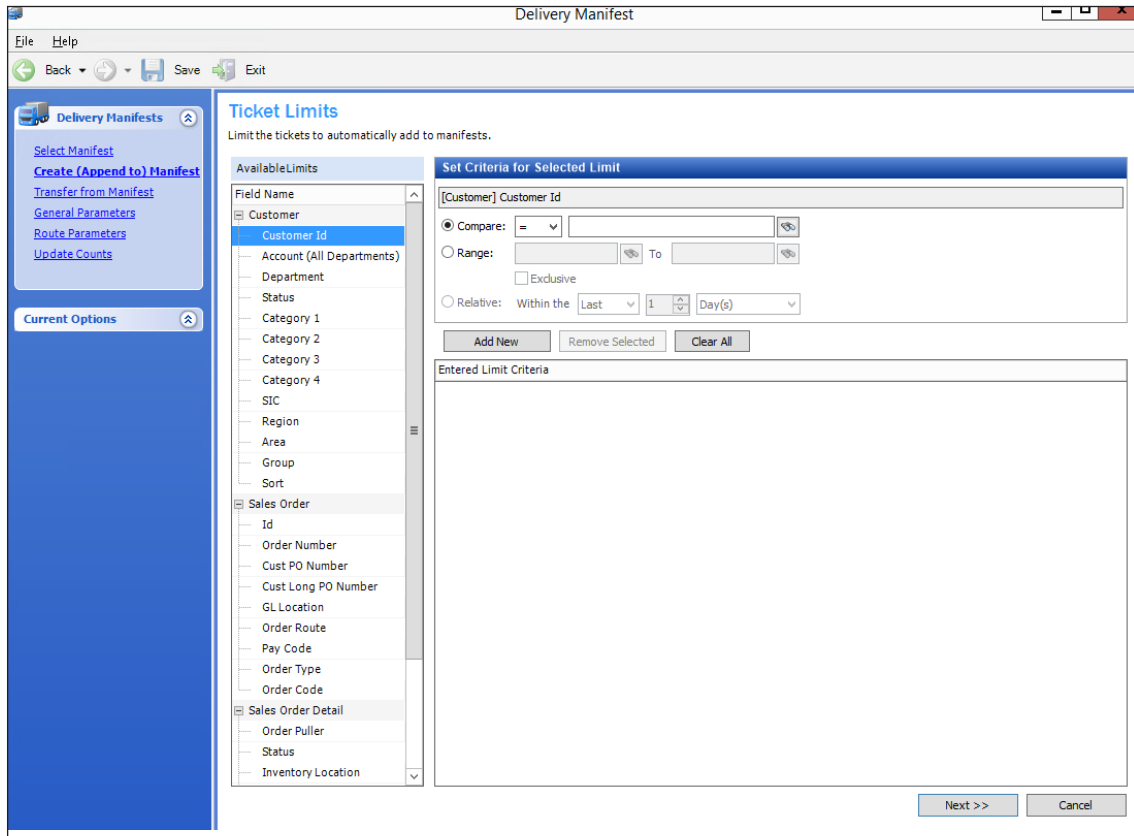 Delivery Manifest
File Help
Back Save Exit
Delivery Manifests
Select Manifest
Create (Append to) Manifest
Transfer from Manifest
General Parameters
Route Parameters
Update Counts
Current Options
Ticket Limits
Limit the tickets to automatically add to manifests.
AvailableLimits
Field Name
Customer
Customer Id
Account (All Departments)
Department
Status
Category 1
Category 2
Category 3
Category 4
SIC
Region
Area
Group
Sort
Sales Order
Id
Order Number
Cust PO Number
Cust Long PO Number
GL Location
Order Route
Pay Code
Order Type
Order Code
Sales Order Detail
Order Puller
Status
Inventory Location
Set Criteria for Selected Limit
[Customer] Customer Id
Compare: =
Range: To
Exclusive
Relative: Within the Last 1 Day(s)
Add New Remove Selected Clear All
Entered Limit Criteria
Next >> Cancel